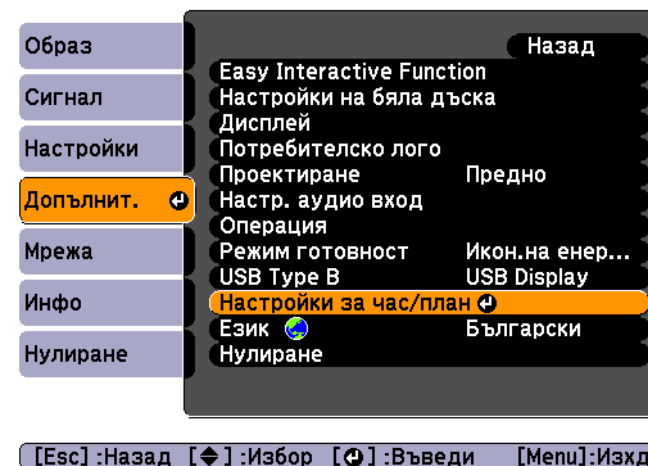 Образ
Сигнал
Настройки
Допълнит.
Мрежа
Инфо
Нулиране
Назад
Easy Interactive Function
Настройки на бяла дъска
Дисплей
Потребителско лого
Проектиране Предно
Настр. аудио вход
Операция
Режим готовност Икон.на енер...
USB Type B USB Display
Настройки за час/план
Език Български
Нулиране
[Esc] :Назад [◆] :Избор [↵] :Въведи [Menu]:Изхд